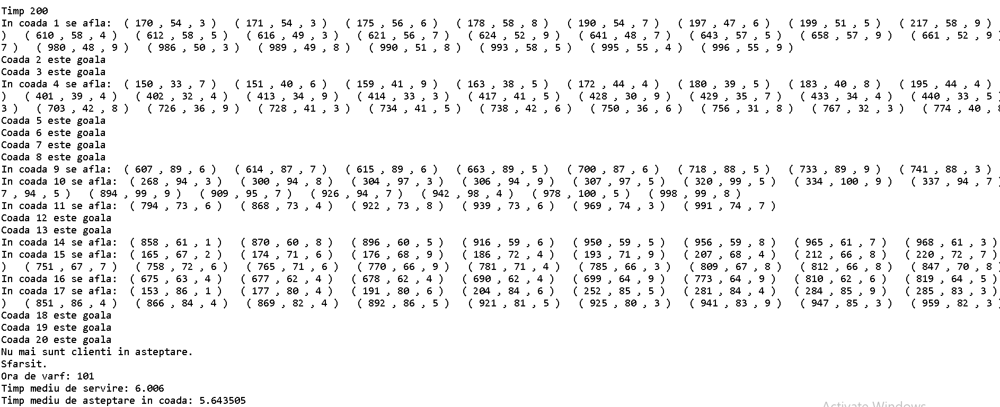 Timp 200
In coada 1 se afla:  ( 170 , 54 , 3 )   ( 171 , 54 , 3 )   ( 175 , 56 , 6 )   ( 178 , 58 , 8 )   ( 190 , 54 , 7 )   ( 197 , 47 , 6 )   ( 199 , 51 , 5 )   ( 217 , 58 , 9 )
)   ( 610 , 58 , 4 )   ( 612 , 58 , 5 )   ( 616 , 49 , 3 )   ( 621 , 56 , 7 )   ( 624 , 52 , 9 )   ( 641 , 48 , 7 )   ( 643 , 57 , 5 )   ( 658 , 57 , 9 )   ( 661 , 52 , 9
7 )   ( 980 , 48 , 9 )   ( 986 , 50 , 3 )   ( 989 , 49 , 8 )   ( 990 , 51 , 8 )   ( 993 , 58 , 5 )   ( 995 , 55 , 4 )   ( 996 , 55 , 9 )
Coada 2 este goala
Coada 3 este goala
In coada 4 se afla:  ( 150 , 33 , 7 )   ( 151 , 40 , 6 )   ( 159 , 41 , 9 )   ( 163 , 38 , 5 )   ( 172 , 44 , 4 )   ( 180 , 39 , 5 )   ( 183 , 40 , 8 )   ( 195 , 44 , 4 )
)   ( 401 , 39 , 4 )   ( 402 , 32 , 4 )   ( 413 , 34 , 9 )   ( 414 , 33 , 3 )   ( 417 , 41 , 5 )   ( 428 , 30 , 9 )   ( 429 , 35 , 7 )   ( 433 , 34 , 4 )   ( 440 , 33 , 5
3 )   ( 703 , 42 , 8 )   ( 726 , 36 , 9 )   ( 728 , 41 , 3 )   ( 734 , 41 , 5 )   ( 738 , 42 , 6 )   ( 750 , 36 , 6 )   ( 756 , 31 , 8 )   ( 767 , 32 , 3 )   ( 774 , 40 ,
Coada 5 este goala
Coada 6 este goala
Coada 7 este goala
Coada 8 este goala
In coada 9 se afla:  ( 607 , 89 , 6 )   ( 614 , 87 , 7 )   ( 615 , 89 , 6 )   ( 663 , 89 , 5 )   ( 700 , 87 , 6 )   ( 718 , 88 , 5 )   ( 733 , 89 , 9 )   ( 741 , 88 , 3 )
In coada 10 se afla:  ( 268 , 94 , 3 )   ( 300 , 94 , 8 )   ( 304 , 97 , 3 )   ( 306 , 94 , 9 )   ( 307 , 97 , 5 )   ( 320 , 99 , 5 )   ( 334 , 100 , 9 )   ( 337 , 94 , 7
7 , 94 , 5 )   ( 894 , 99 , 9 )   ( 909 , 95 , 7 )   ( 926 , 94 , 7 )   ( 942 , 98 , 4 )   ( 978 , 100 , 5 )   ( 998 , 99 , 8 )
In coada 11 se afla:  ( 794 , 73 , 6 )   ( 868 , 73 , 4 )   ( 922 , 73 , 8 )   ( 939 , 73 , 6 )   ( 969 , 74 , 3 )   ( 991 , 74 , 7 )
Coada 12 este goala
Coada 13 este goala
In coada 14 se afla:  ( 858 , 61 , 1 )   ( 870 , 60 , 8 )   ( 896 , 60 , 5 )   ( 916 , 59 , 6 )   ( 950 , 59 , 5 )   ( 956 , 59 , 8 )   ( 965 , 61 , 7 )   ( 968 , 61 , 3 )
In coada 15 se afla:  ( 165 , 67 , 2 )   ( 174 , 71 , 6 )   ( 176 , 68 , 9 )   ( 186 , 72 , 4 )   ( 193 , 71 , 9 )   ( 207 , 68 , 4 )   ( 212 , 66 , 8 )   ( 220 , 72 , 7 )
)   ( 751 , 67 , 7 )   ( 758 , 72 , 6 )   ( 765 , 71 , 6 )   ( 770 , 66 , 9 )   ( 781 , 71 , 4 )   ( 785 , 66 , 3 )   ( 809 , 67 , 8 )   ( 812 , 66 , 8 )   ( 847 , 70 , 8
In coada 16 se afla:  ( 675 , 63 , 4 )   ( 677 , 62 , 4 )   ( 678 , 62 , 4 )   ( 690 , 62 , 4 )   ( 699 , 64 , 9 )   ( 773 , 64 , 9 )   ( 810 , 62 , 6 )   ( 819 , 64 , 5 )
In coada 17 se afla:  ( 153 , 86 , 1 )   ( 177 , 80 , 4 )   ( 191 , 80 , 6 )   ( 204 , 84 , 6 )   ( 252 , 85 , 5 )   ( 281 , 84 , 4 )   ( 284 , 85 , 9 )   ( 285 , 83 , 3 )
)   ( 851 , 86 , 4 )   ( 866 , 84 , 4 )   ( 869 , 82 , 4 )   ( 892 , 86 , 5 )   ( 921 , 81 , 5 )   ( 925 , 80 , 3 )   ( 941 , 83 , 9 )   ( 947 , 85 , 3 )   ( 959 , 82 , 3
Coada 18 este goala
Coada 19 este goala
Coada 20 este goala
Nu mai sunt clienti in asteptare.
Sfarsit.
Ora de varf: 101
Timp mediu de servire: 6.006
Timp mediu de asteptare in coada: 5.643505
Activate Windows